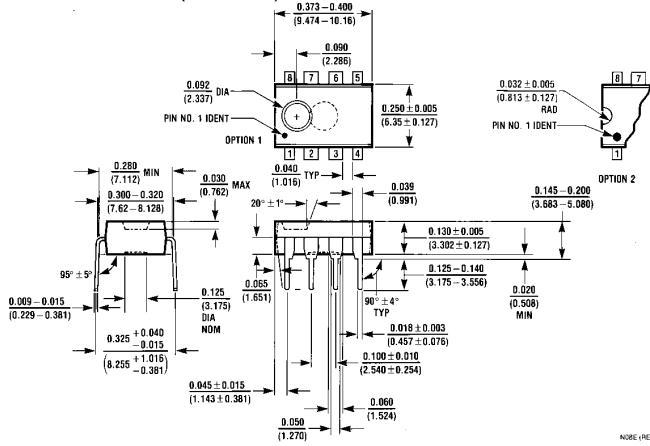 0.373–0.400
(9.474–10.16)
0.090
(2.286)
8 7 6 5
0.092 DIA
(2.337)
PIN NO. 1 IDENT
OPTION 1
0.250±0.005
(6.35±0.127)
1 2 3 4
8 7
0.032±0.005
(0.813±0.127)
RAD
PIN NO. 1 IDENT
1
OPTION 2
0.280 MIN
(7.112)
0.300–0.320
(7.62–8.128)
0.030 MAX
(0.762)
0.040 TYP
(1.016)
0.039
(0.991)
20°±1°
0.145–0.200
(3.683–5.080)
0.130±0.005
(3.302±0.127)
95°±5°
0.009–0.015
(0.229–0.381)
0.125
(3.175)
DIA
NOM
0.065
(1.651)
0.125–0.140
(3.175–3.556)
90°±4°
TYP
0.020
(0.508)
MIN
0.325 +0.040 -0.015
(8.255 +1.016 -0.381)
0.018±0.003
(0.457±0.076)
0.100±0.010
(2.540±0.254)
0.045±0.015
(1.143±0.381)
0.060
(1.524)
0.050
(1.270)
N08E (RE